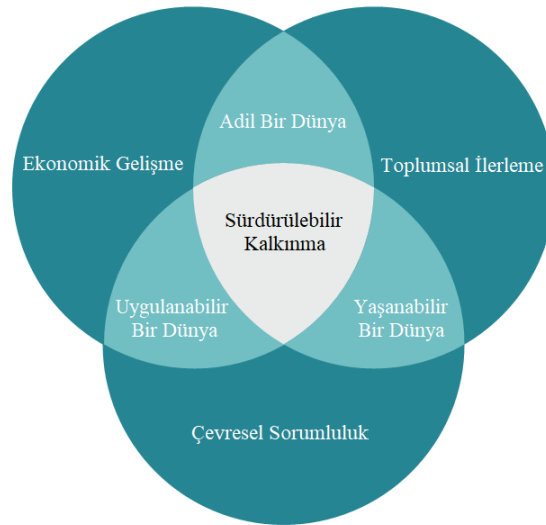 Adil Bir Dünya
Ekonomik Gelişme
Toplumsal İlerleme
Sürdürülebilir
Kalkınma
Uygulanabilir
Bir Dünya
Yaşanabilir
Bir Dünya
Çevresel Sorumluluk